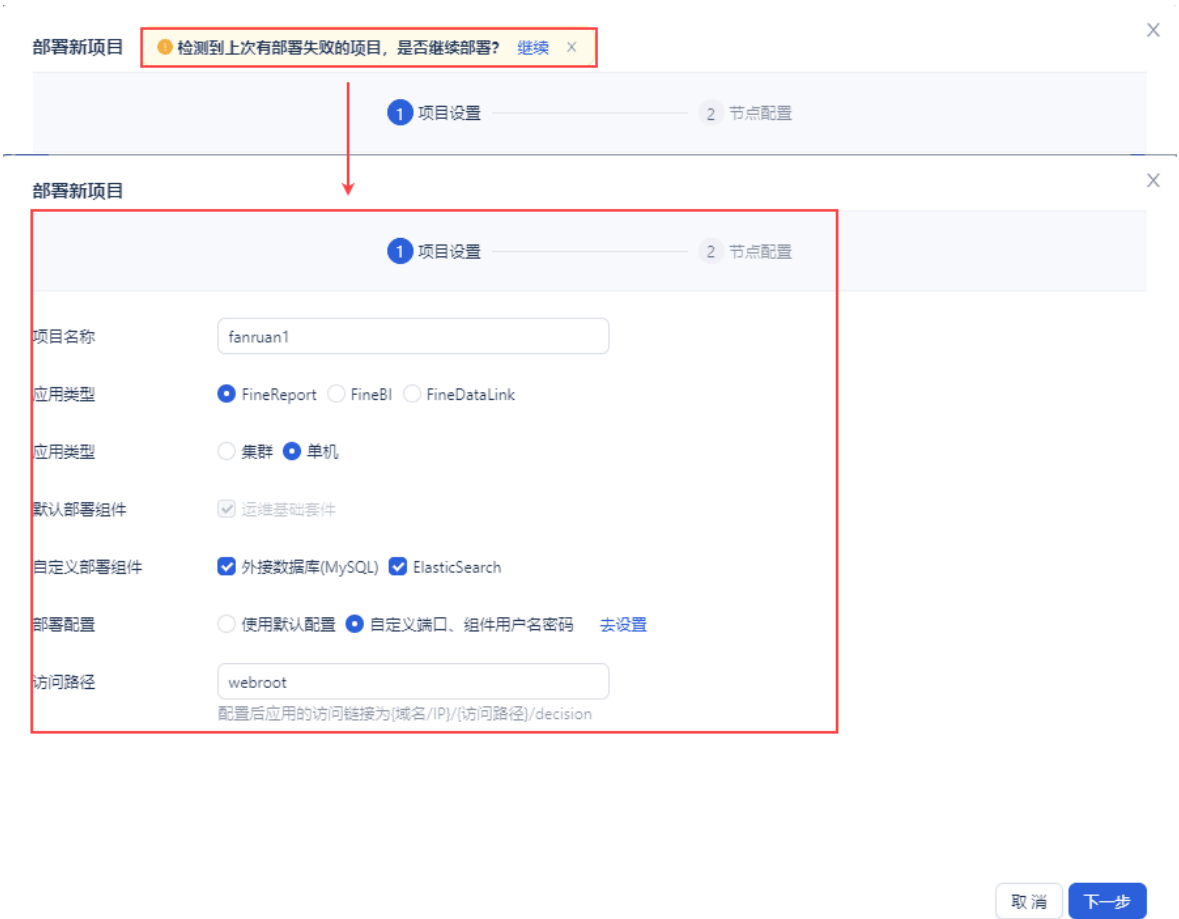 部署新项目 检测到上次有部署失败的项目，是否继续部署? 继续
1 项目设置 2 节点配置
部署新项目
1 项目设置 2 节点配置
项目名称 fanruan1
应用类型 FineReport FineBI FineDataLink
应用类型 集群 单机
默认部署组件 运维基础套件
自定义部署组件 外接数据库(MySQL) ElasticSearch
部署配置 使用默认配置 自定义端口、组件用户名密码 去设置
访问路径 webroot
配置后应用的访问链接为{域名/IP}/{访问路径}/decision
取消 下一步